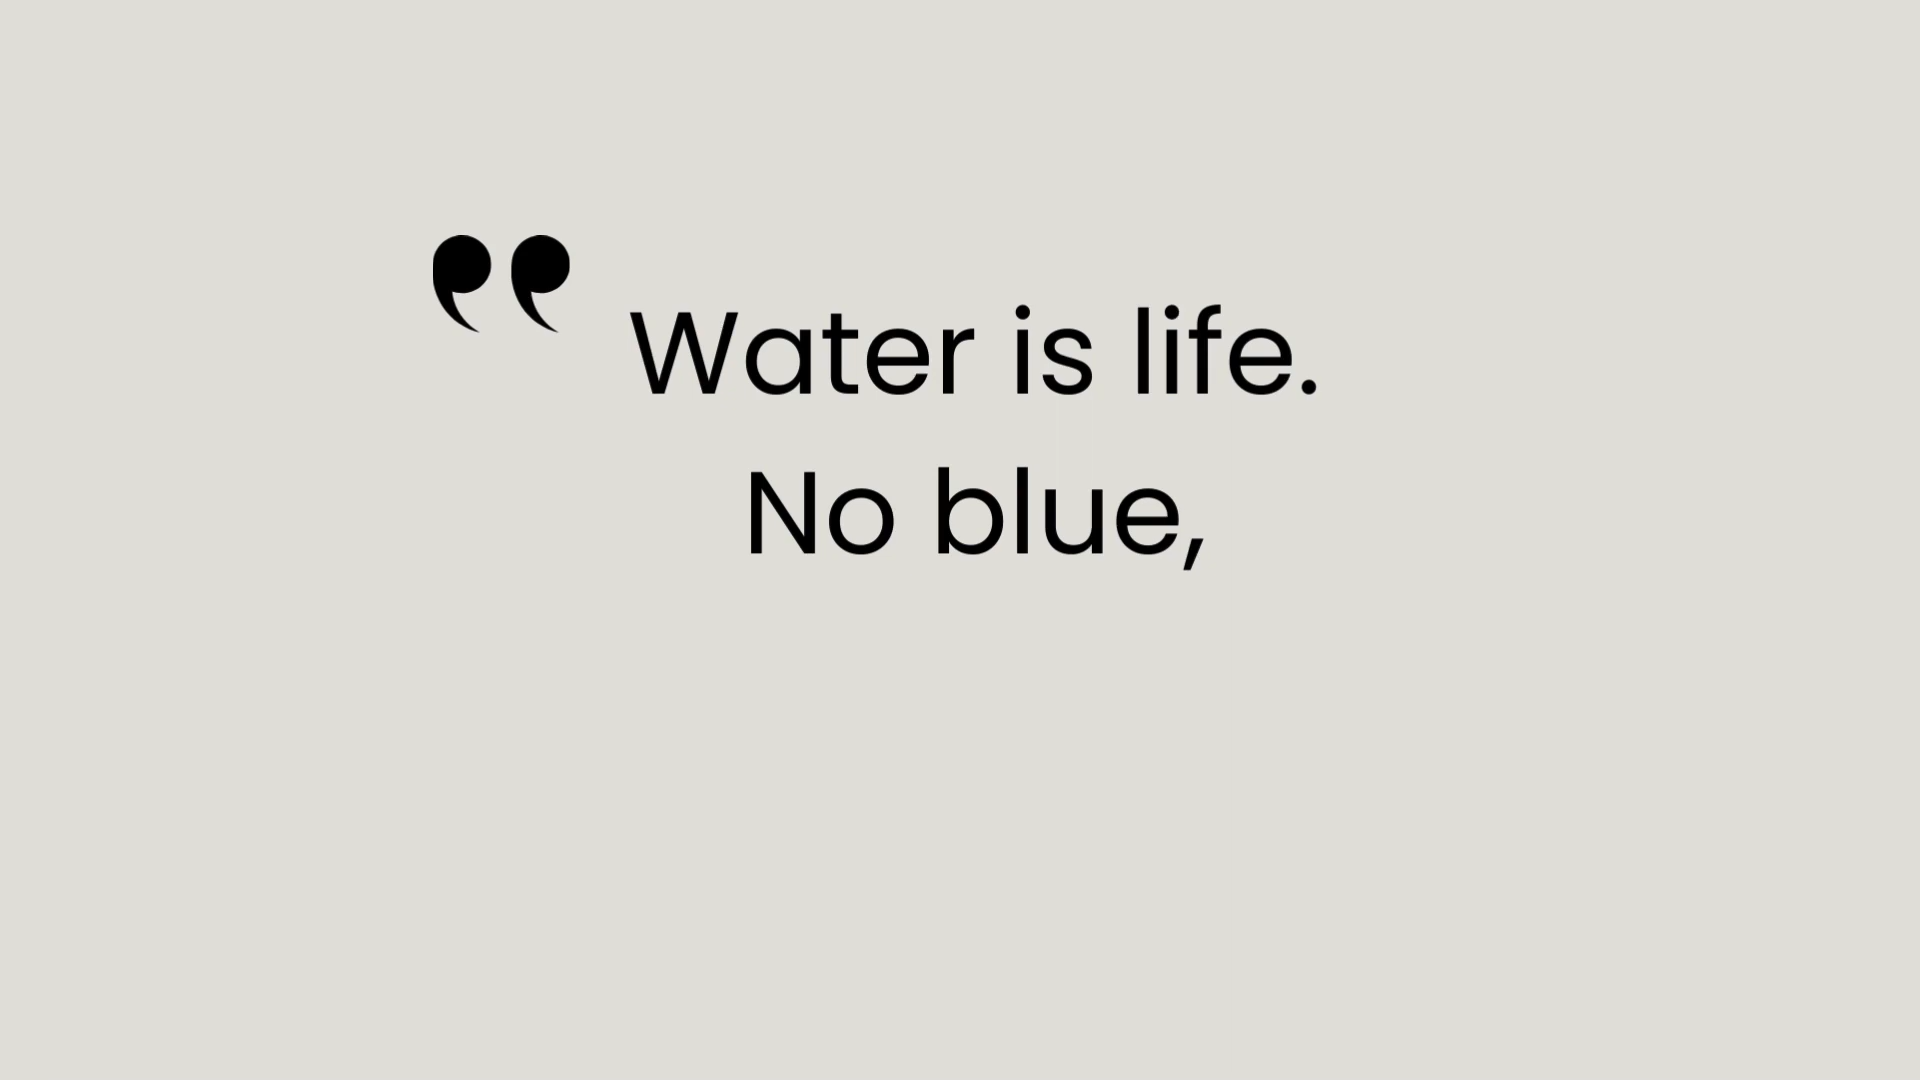 ❟❟ Water is life.
No blue,